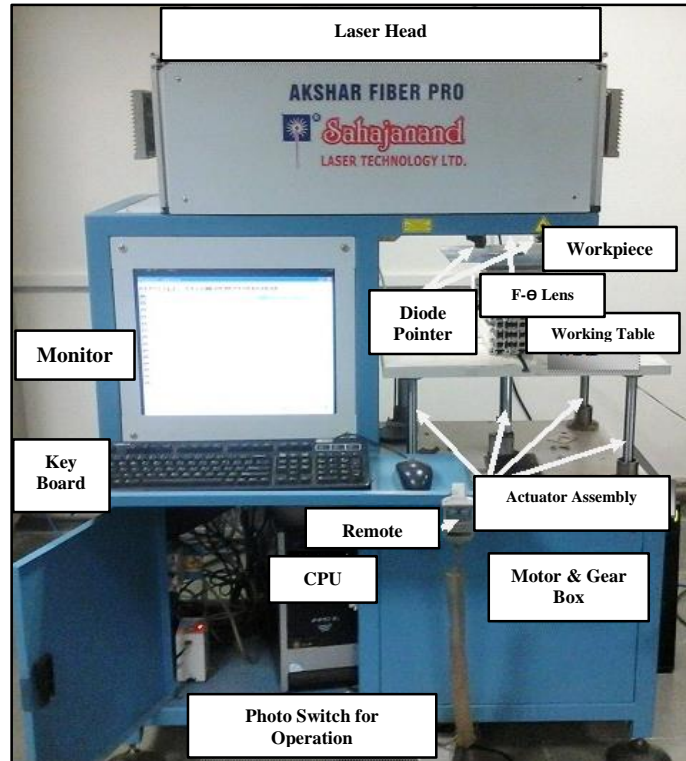 Laser Head
AKSHAR FIBER PRO
Sahajanand
LASER TECHNOLOGY LTD.
Workpiece
F-Ɵ Lens
Diode
Pointer
Working Table
Monitor
Key
Board
Actuator Assembly
Remote
CPU
Motor & Gear
Box
HCL
Photo Switch for
Operation